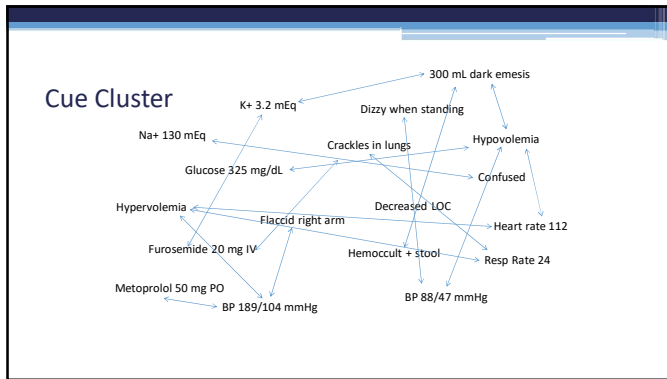 300 mL dark emesis
Cue Cluster
K+ 3.2 mEq
Dizzy when standing
Na+ 130 mEq
Crackles in lungs
Hypovolemia
Glucose 325 mg/dL
Confused
Hypervolemia
Decreased LOC
Flaccid right arm
Heart rate 112
Furosemide 20 mg IV
Hemoccult + stool
Resp Rate 24
Metoprolol 50 mg PO
BP 88/47 mmHg
BP 189/104 mmHg